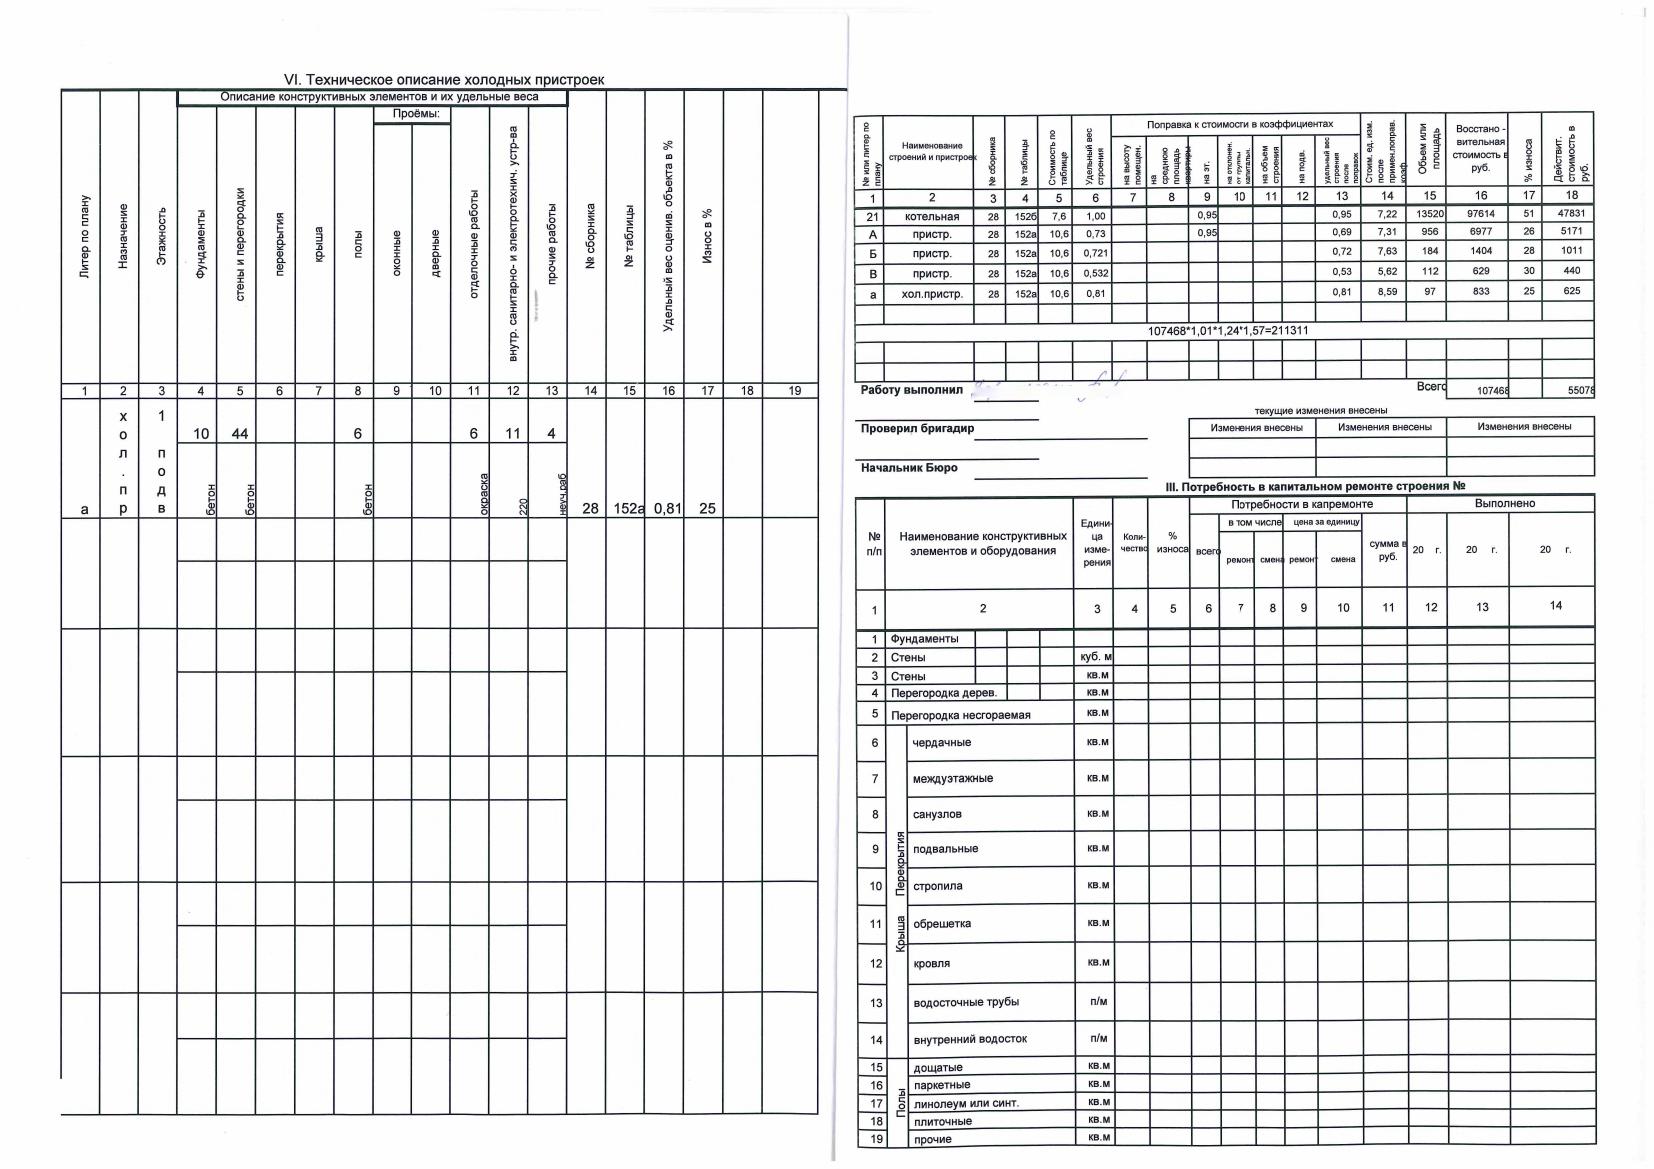 VI. Техническое описание холодных пристроек
Описание конструктивных элементов и их удельные веса
Проёмы:
Литер по плану
Назначение
Этажность
фундаменты
стены и перегородки
перекрытия
крыша
полы
оконные
дверные
отделочные работы
внутр. санитарно- и электротехнич. устр-ва
прочие работы
№ сборника
№ таблицы
Удельный вес оценив. объекта в %
Износ в %
1 2 3 4 5 6 7 8 9 10 11 12 13 14 15 16 17 18 19
10 44 6 6 11 4
а хол.пр 1 подв бетон бетон бетон окраска 220 неуч.раб 28 152а 0,81 25
№ или литер по плану
Наименование строений и пристроек
№ сборника
№ таблицы
Стоимость по таблице
Удельный вес строения
Поправка к стоимости в коэффициентах
на высоту помещен.
на среднюю площадь квартиры
на эт.
на отклонен. от группы капитальн.
на объем строения
на подв.
удельный вес строения после поправок
Стоим. ед. изм. после примен.поправ. коэф
Объем или площадь
Восстано - вительная стоимость в руб.
% износа
Действит. стоимость в руб.
1 2 3 4 5 6 7 8 9 10 11 12 13 14 15 16 17 18
21 котельная 28 152б 7,6 1,00 0,95 0,95 7,22 13520 97614 51 47831
А пристр. 28 152а 10,6 0,73 0,95 0,69 7,31 956 6977 26 5171
Б пристр. 28 152а 10,6 0,721 0,72 7,63 184 1404 28 1011
В пристр. 28 152а 10,6 0,532 0,53 5,62 112 629 30 440
а хол.пристр. 28 152а 10,6 0,81 0,81 8,59 97 833 25 625
107468*1,01*1,24*1,57=211311
Работу выполнил
Всего 107468 55078
текущие изменения внесены
Проверил бригадир
Изменения внесены Изменения внесены Изменения внесены
Начальник Бюро
III. Потребность в капитальном ремонте строения №
№ п/п
Наименование конструктивных элементов и оборудования
Едини- ца изме- рения
Коли- чество
% износа
Потребности в капремонте
всего
в том числе
ремонт смена
цена за единицу
ремонт смена
сумма в руб.
Выполнено
20 г. 20 г. 20 г.
1 2 3 4 5 6 7 8 9 10 11 12 13 14
1 Фундаменты
2 Стены куб. м
3 Стены кв.м
4 Перегородка дерев. кв.м
5 Перегородка несгораемая кв.м
Перекрытия
6 чердачные кв.м
7 междуэтажные кв.м
8 санузлов кв.м
9 подвальные кв.м
Крыша
10 стропила кв.м
11 обрешетка кв.м
12 кровля кв.м
13 водосточные трубы п/м
14 внутренний водосток п/м
Полы
15 дощатые кв.м
16 паркетные кв.м
17 линолеум или синт. кв.м
18 плиточные кв.м
19 прочие кв.м